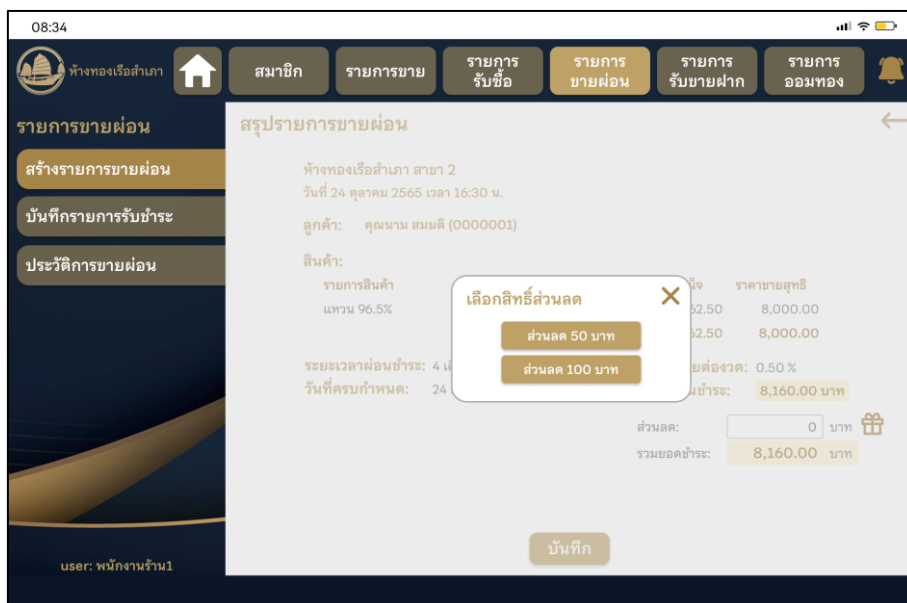 08:34
ห้างทองเรือสำเภา
สมาชิก
รายการขาย
รายการ
รับซื้อ
รายการ
ขายผ่อน
รายการ
รับขายฝาก
รายการ
ออมทอง
รายการขายผ่อน
สร้างรายการขายผ่อน
บันทึกรายการรับชำระ
ประวัติการขายผ่อน
user: พนักงานร้าน1
สรุปรายการขายผ่อน
ห้างทองเรือสำเภา สาขา 2
วันที่ 24 ตุลาคม 2565 เวลา 16:30 น.
ลูกค้า: คุณนาม สมมติ (0000001)
สินค้า:
รายการสินค้า ราคาขายสุทธิ
แหวน 96.5% 62.50 8,000.00
62.50 8,000.00
ระยะเวลาผ่อนชำระ: 4 ยต่องวด: 0.50 %
วันที่ครบกำหนด: 24 ชำระ: 8,160.00 บาท
ส่วนลด: 0 บาท
รวมยอดชำระ: 8,160.00 บาท
บันทึก
เลือกสิทธิ์ส่วนลด
ส่วนลด 50 บาท
ส่วนลด 100 บาท